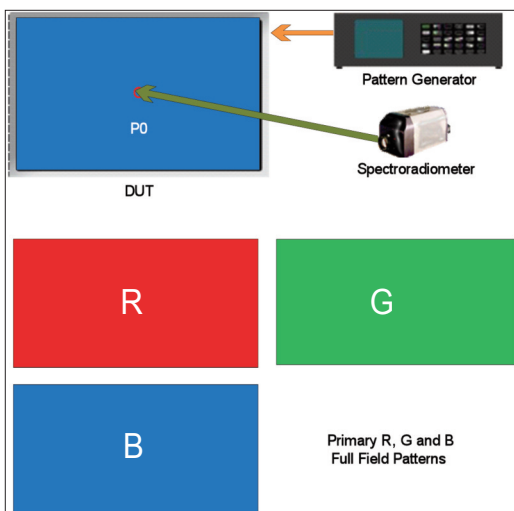 Pattern Generator
P0
Spectroradiometer
DUT
R
G
B
Primary R, G and B
Full Field Patterns